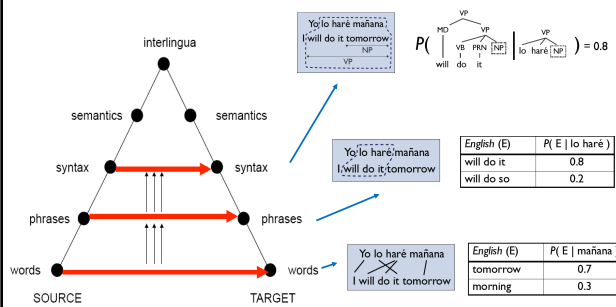 interlingua
semantics semantics
syntax syntax
phrases phrases
words words
SOURCE TARGET
Yo lo haré mañana
I will do it tomorrow
NP
VP
P( VP MD VP VB PRN NP will do it | VP lo haré NP ) = 0.8
Yo lo haré mañana
I will do it tomorrow
English (E) P( E | lo haré )
will do it 0.8
will do so 0.2
Yo lo haré mañana
I will do it tomorrow
English (E) P( E | mañana )
tomorrow 0.7
morning 0.3